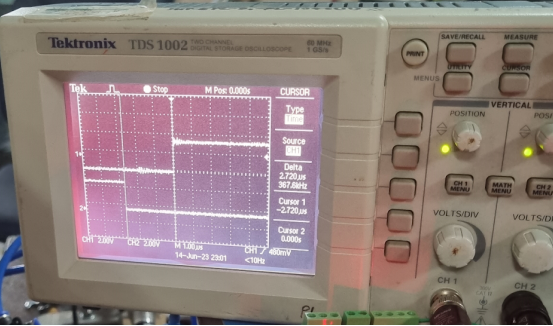 Tektronix TDS 1002 TWO CHANNEL DIGITAL STORAGE OSCILLOSCOPE 60 MHz 1 GS/s
Tek Stop M Pos: 0.000s CURSOR
Type
Time
Source
CH1
Delta
2.720µs
367.6kHz
Cursor 1
-2.720µs
Cursor 2
0.000s
1
2
CH1 2.00V CH2 2.00V M 1.00µs CH1 / 480mV
14-Jun-23 23:01 <10Hz
PRINT
SAVE/RECALL MEASURE
MENUS UTILITY CURSOR
VERTICAL
POSITION
CH 1 MENU
MATH MENU
CH 2 MENU
VOLTS/DIV
CH 1 CH 2